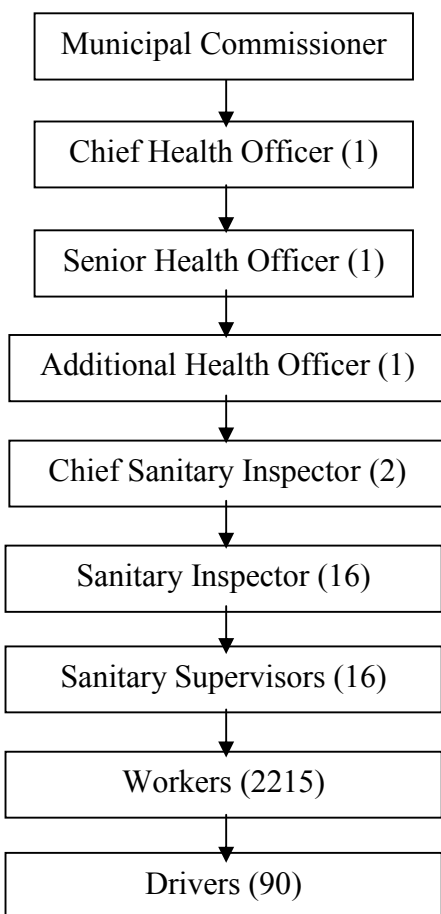 Municipal Commissioner
Chief Health Officer (1)
Senior Health Officer (1)
Additional Health Officer (1)
Chief Sanitary Inspector (2)
Sanitary Inspector (16)
Sanitary Supervisors (16)
Workers (2215)
Drivers (90)